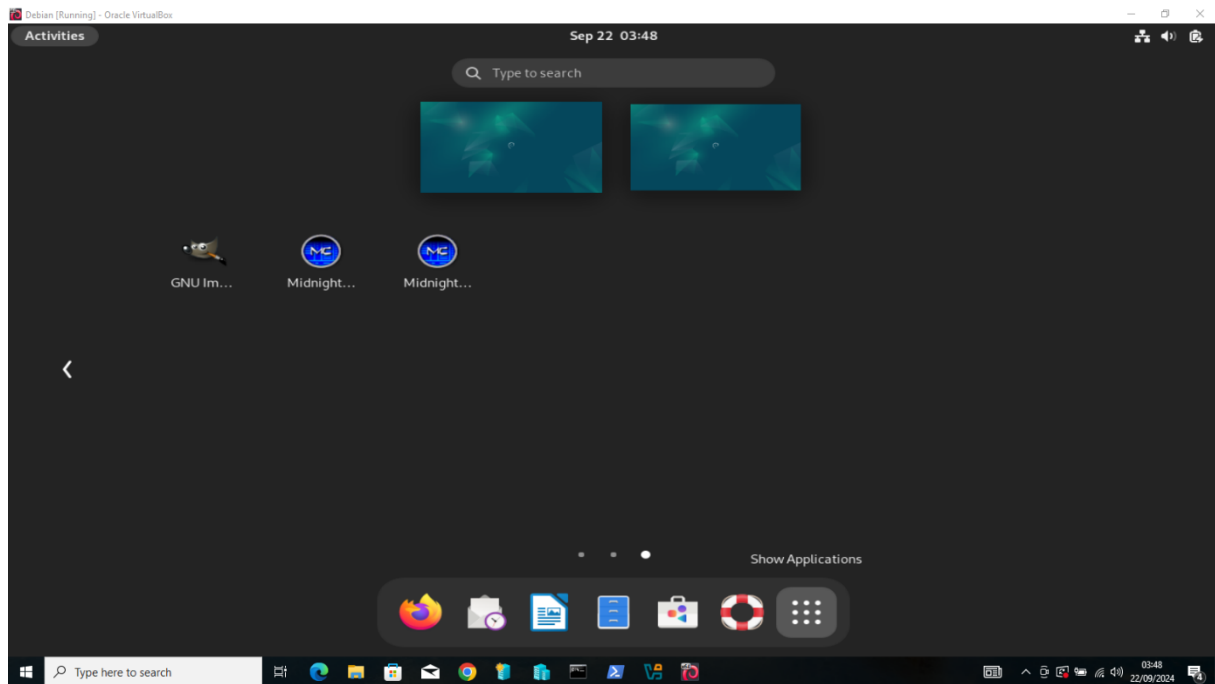 Debian [Running] - Oracle VirtualBox
Activities
Sep 22 03:48
Type to search
GNU Im...
Midnight...
Midnight...
Show Applications
Type here to search
03:48
22/09/2024
4